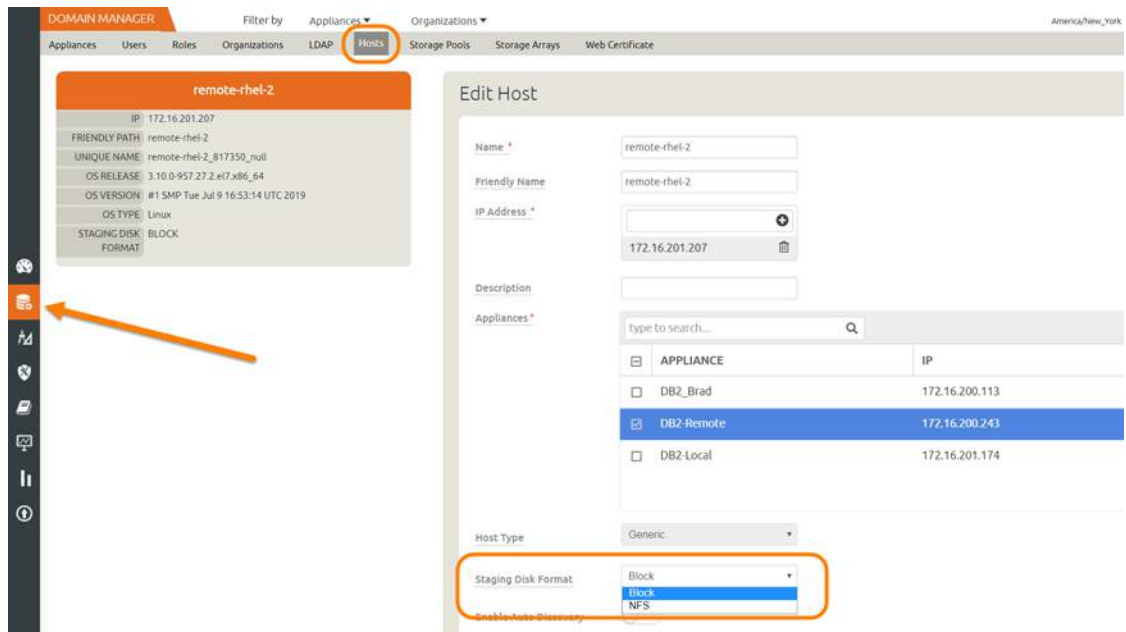 DOMAIN MANAGER Filter by Appliances Organizations America/New_York
Appliances Users Roles Organizations LDAP Hosts Storage Pools Storage Arrays Web Certificate
remote-rhel-2
IP 172.16.201.207
FRIENDLY PATH remote-rhel-2
UNIQUE NAME remote-rhel-2_817350_null
OS RELEASE 3.10.0-957.27.2.el7.x86_64
OS VERSION #1 SMP Tue Jul 9 16:53:14 UTC 2019
OS TYPE Linux
STAGING DISK FORMAT BLOCK
Edit Host
Name * remote-rhel-2
Friendly Name remote-rhel-2
IP Address *
172.16.201.207
Description
Appliances * type to search...
APPLIANCE IP
DB2_Brad 172.16.200.113
DB2-Remote 172.16.200.243
DB2-Local 172.16.201.174
Host Type Generic
Staging Disk Format Block
Block
NFS
Enable Auto Discovery